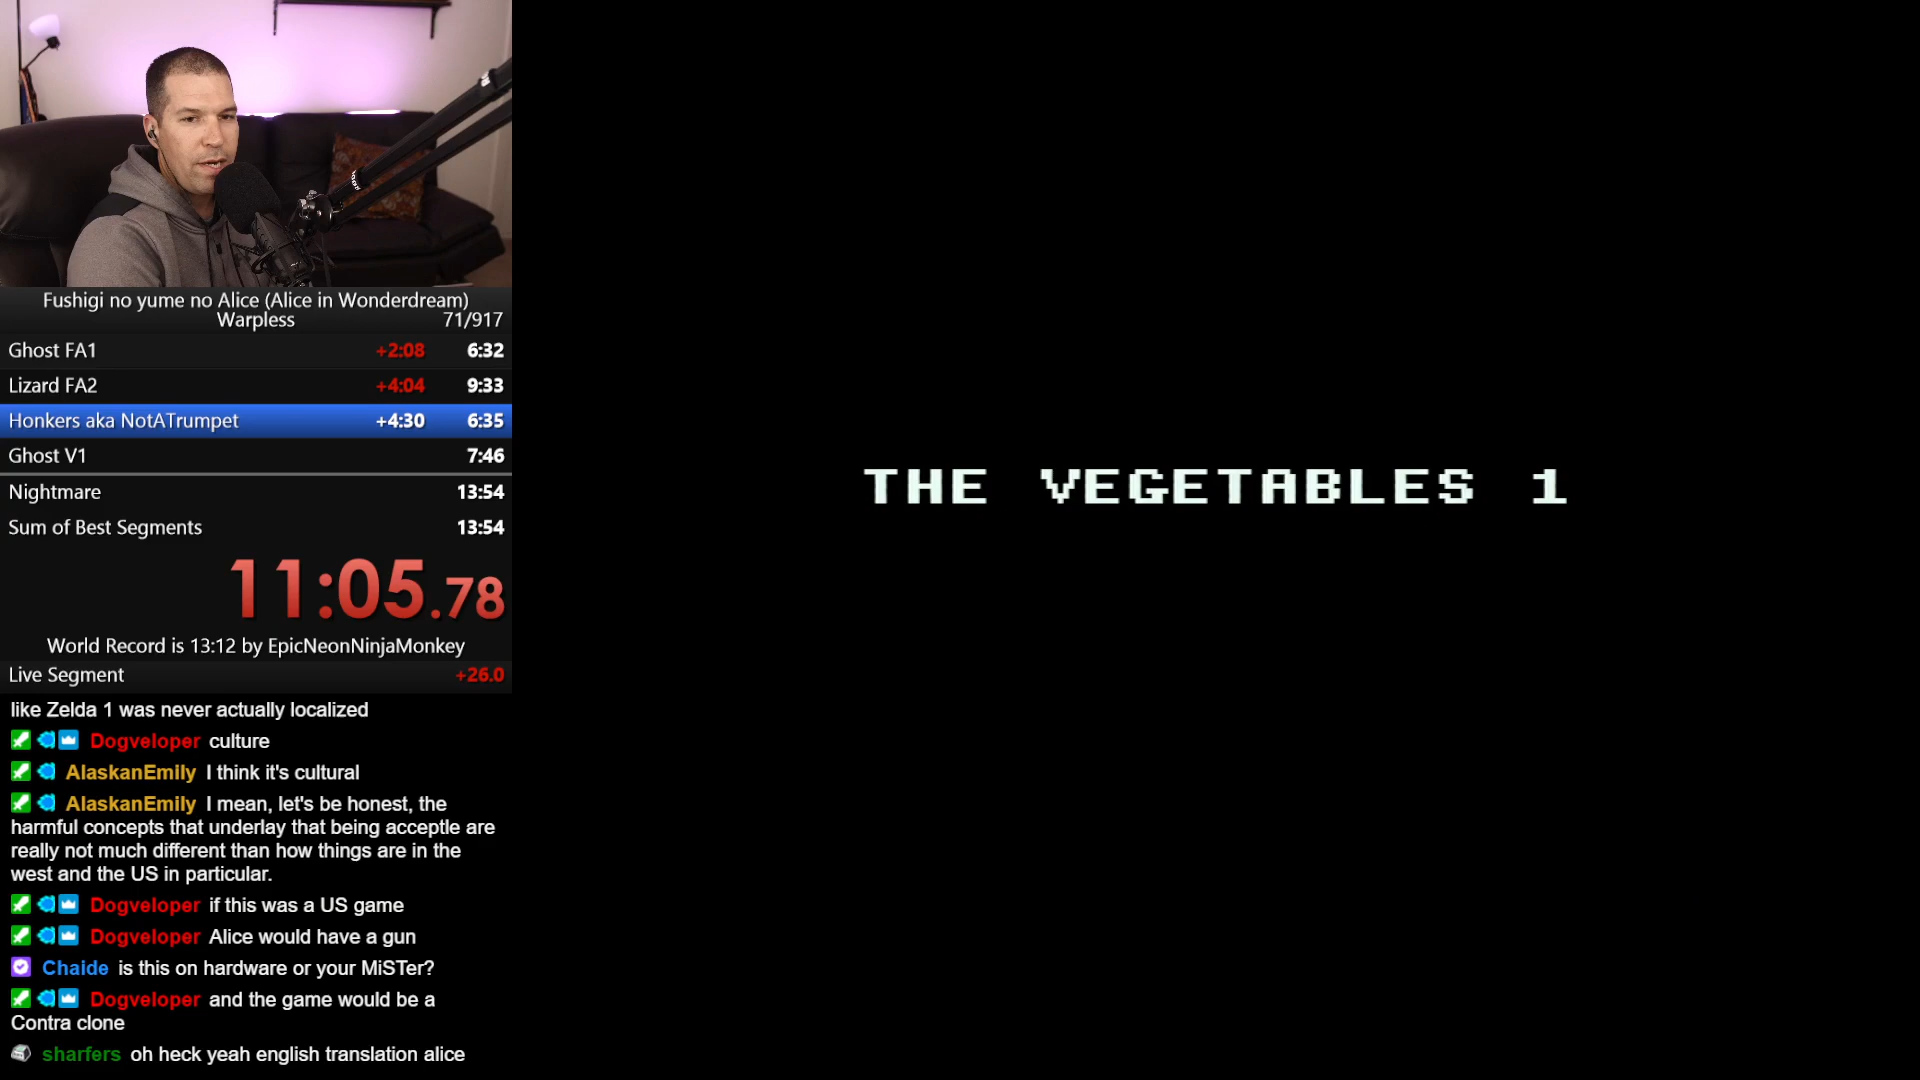 Fushigi no yume no Alice (Alice in Wonderdream)
Warpless 71/917
Ghost FA1 +2:08 6:32
Lizard FA2 +4:04 9:33
Honkers aka NotATrumpet +4:30 6:35
Ghost V1 7:46
Nightmare 13:54
Sum of Best Segments 13:54
11:05.78
World Record is 13:12 by EpicNeonNinjaMonkey
Live Segment +26.0
like Zelda 1 was never actually localized
Dogveloper culture
AlaskanEmily I think it's cultural
AlaskanEmily I mean, let's be honest, the
harmful concepts that underlay that being acceptle are
really not much different than how things are in the
west and the US in particular.
Dogveloper if this was a US game
Dogveloper Alice would have a gun
Chaide is this on hardware or your MiSTer?
Dogveloper and the game would be a
Contra clone
sharfers oh heck yeah english translation alice
THE VEGETABLES 1